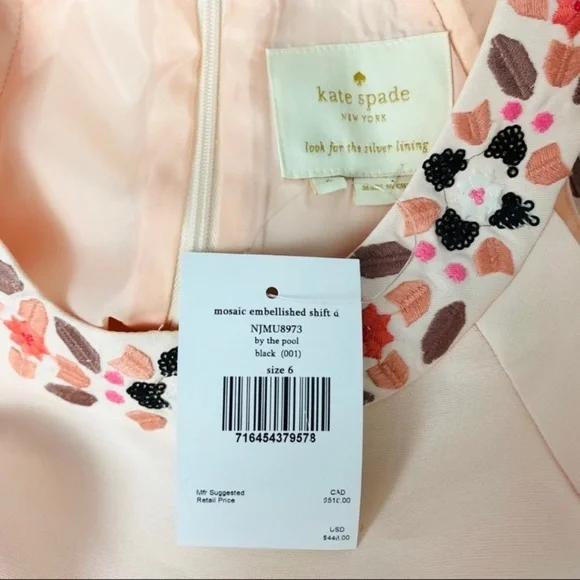 kate spade
NEW YORK
look for the silver lining
mosaic embellished shift d
NJMU8973
by the pool
black (001)
size 6
716454379578
Mfr Suggested
Retail Price
CAD
USD